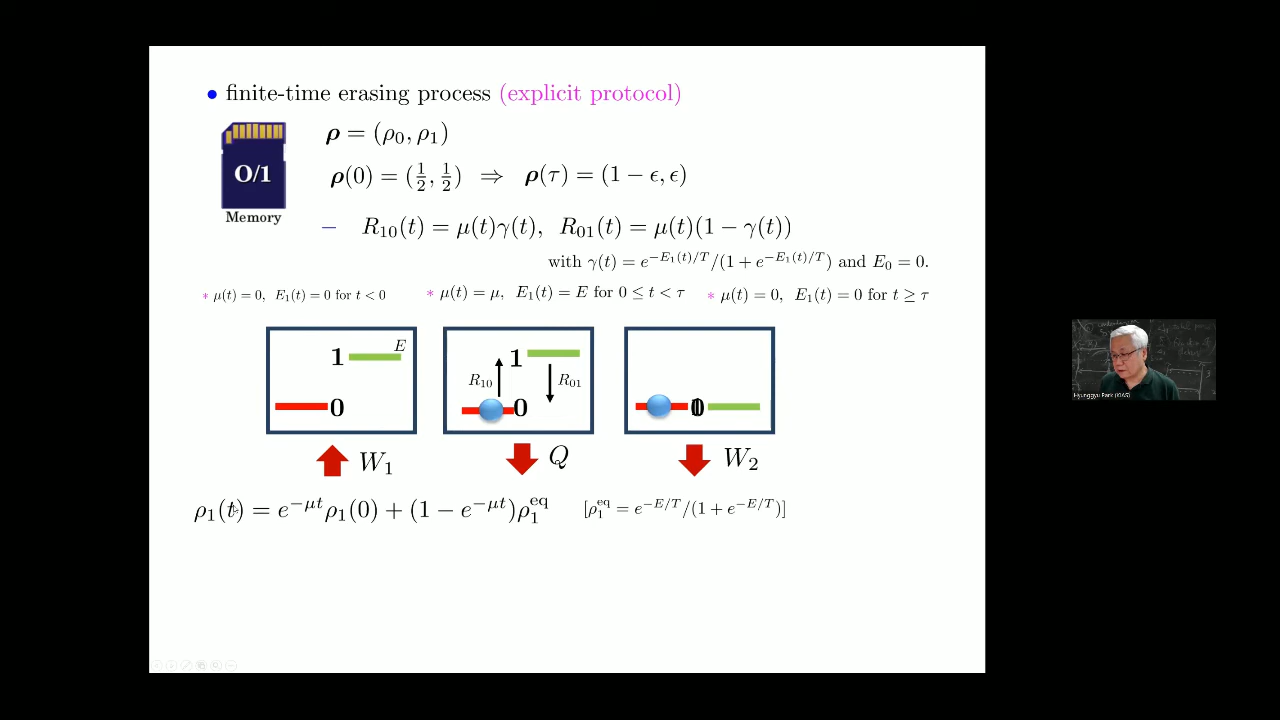 • finite-time erasing process (explicit protocol)
O/1
Memory
ρ = (ρ₀, ρ₁)
ρ(0) = (½, ½) ⇒ ρ(τ) = (1 − ϵ, ϵ)
– R₁₀(t) = μ(t)γ(t), R₀₁(t) = μ(t)(1 − γ(t))
with γ(t) = e^{−E₁(t)/T}/(1 + e^{−E₁(t)/T}) and E₀ = 0.
* μ(t) = 0, E₁(t) = 0 for t < 0
* μ(t) = μ, E₁(t) = E for 0 ≤ t < τ
* μ(t) = 0, E₁(t) = 0 for t ≥ τ
1 E
0
1
R₁₀ R₀₁
0
0
W₁
Q
W₂
ρ₁(t) = e^{−μt}ρ₁(0) + (1 − e^{−μt})ρ₁^{eq} [ρ₁^{eq} = e^{−E/T}/(1 + e^{−E/T})]
Hyunggyu Park (KIAS)